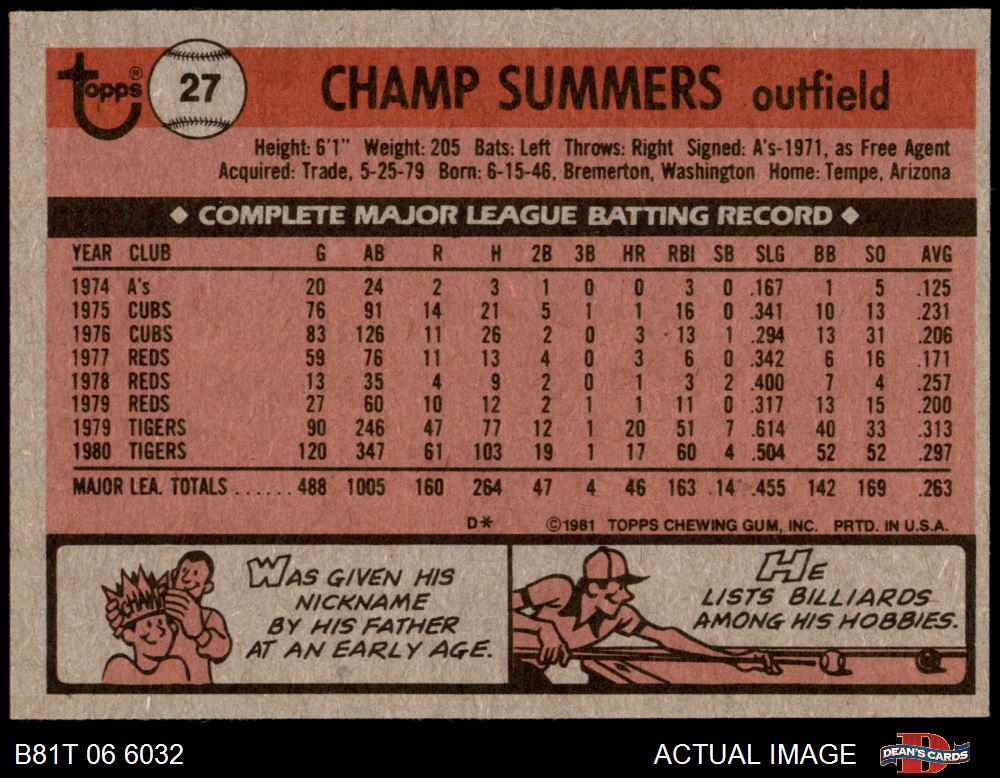 Topps® 27 CHAMP SUMMERS outfield
Height: 6'1" Weight: 205 Bats: Left Throws: Right Signed: A's-1971, as Free Agent
Acquired: Trade, 5-25-79 Born: 6-15-46, Bremerton, Washington Home: Tempe, Arizona
◆ COMPLETE MAJOR LEAGUE BATTING RECORD ◆
YEAR CLUB G AB R H 2B 3B HR RBI SB SLG BB SO AVG
1974 A's 20 24 2 3 1 0 0 3 0 .167 1 5 .125
1975 CUBS 76 91 14 21 5 1 1 16 0 .341 10 13 .231
1976 CUBS 83 126 11 26 2 0 3 13 1 .294 13 31 .206
1977 REDS 59 76 11 13 4 0 3 6 0 .342 6 16 .171
1978 REDS 13 35 4 9 2 0 1 3 2 .400 7 4 .257
1979 REDS 27 60 10 12 2 1 1 11 0 .317 13 15 .200
1979 TIGERS 90 246 47 77 12 1 20 51 7 .614 40 33 .313
1980 TIGERS 120 347 61 103 19 1 17 60 4 .504 52 52 .297
MAJOR LEA. TOTALS ...... 488 1005 160 264 47 4 46 163 14 .455 142 169 .263
D* ©1981 TOPPS CHEWING GUM, INC. PRTD. IN U.S.A.
CHAMP
WAS GIVEN HIS
NICKNAME
BY HIS FATHER
AT AN EARLY AGE.
HE
LISTS BILLIARDS
AMONG HIS HOBBIES.
B81T 06 6032 ACTUAL IMAGE DEAN'S CARDS